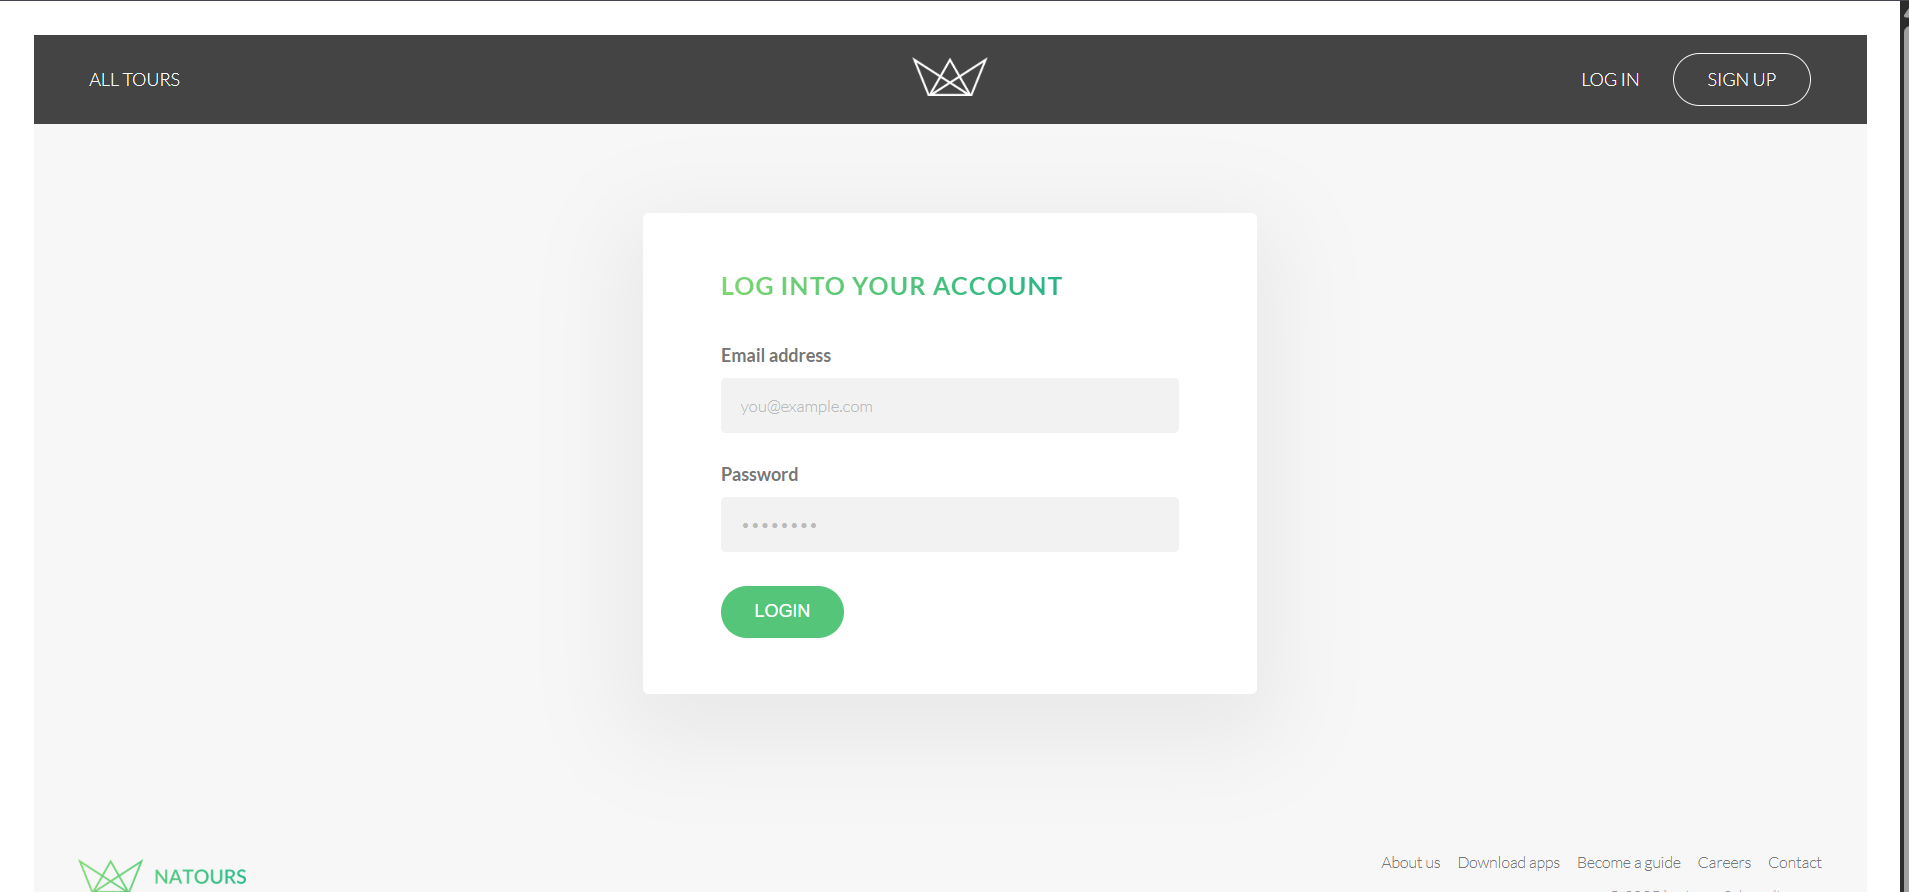 ALL TOURS
LOG IN
SIGN UP
LOG INTO YOUR ACCOUNT
Email address
you@example.com
Password
••••••••
LOGIN
NATOURS
About us
Download apps
Become a guide
Careers
Contact